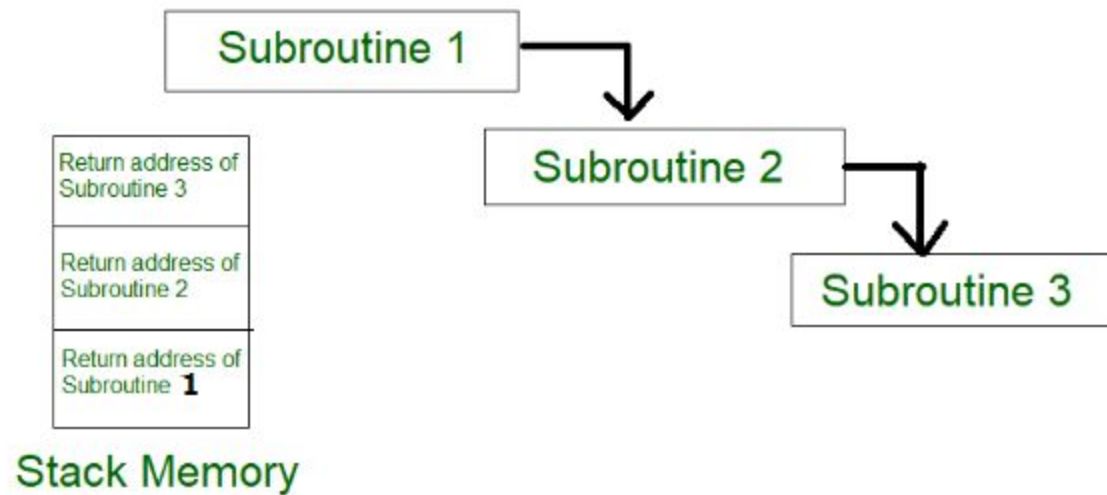 Subroutine 1
Subroutine 2
Subroutine 3
Return address of
Subroutine 3
Return address of
Subroutine 2
Return address of
Subroutine 1
Stack Memory